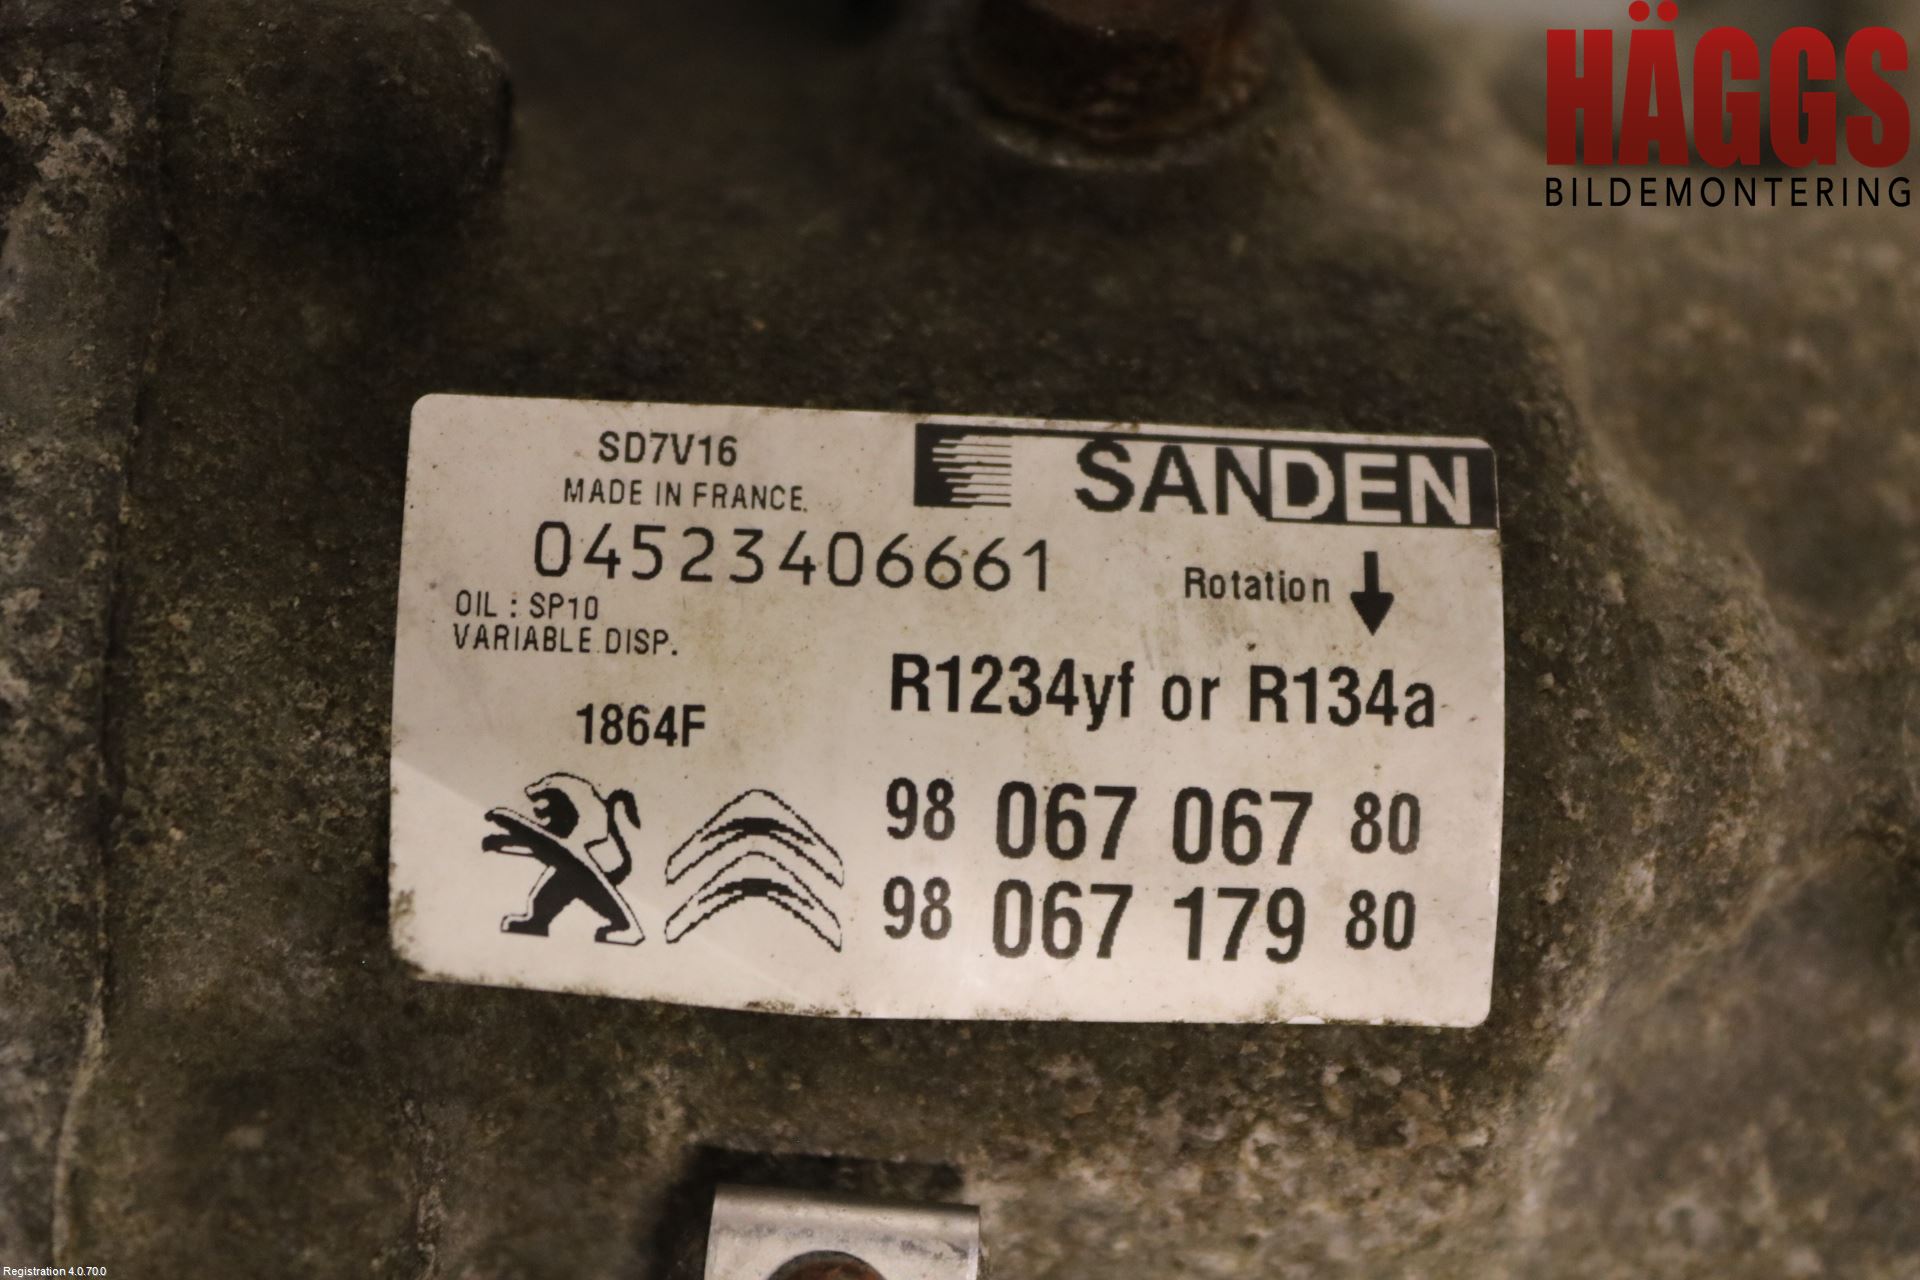 HÄGGS
BILDEMONTERING
SD7V16
MADE IN FRANCE.
SANDEN
04523406661
Rotation
OIL : SP10
VARIABLE DISP.
R1234yf or R134a
1864F
98 067 067 80
98 067 179 80
Registration 4.0.70.0